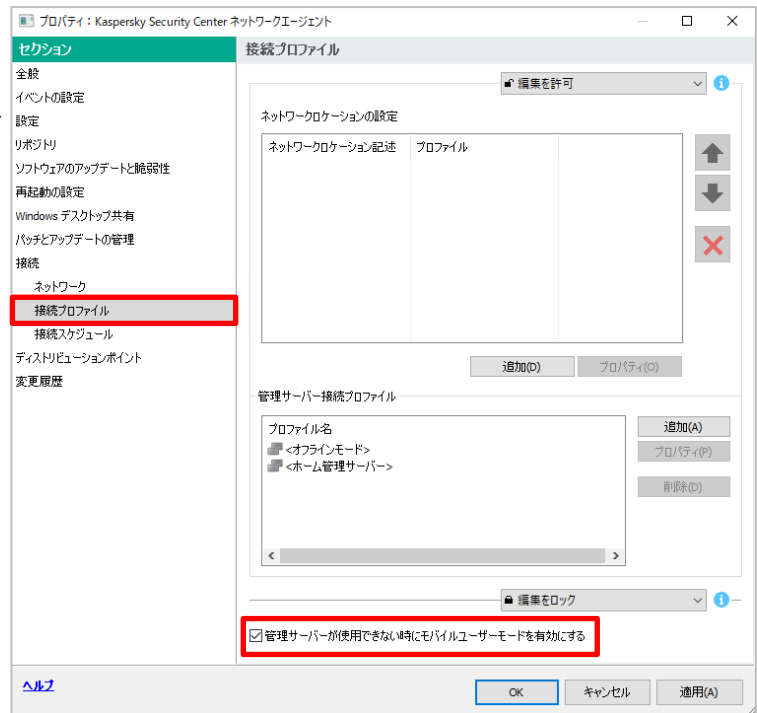 プロパティ：Kaspersky Security Center ネットワークエージェント
セクション
全般
イベントの設定
設定
リポジトリ
ソフトウェアのアップデートと脆弱性
再起動の設定
Windows デスクトップ共有
パッチとアップデートの管理
接続
ネットワーク
接続プロファイル
接続スケジュール
ディストリビューションポイント
変更履歴
接続プロファイル
編集を許可
ネットワークロケーションの設定
ネットワークロケーション記述 プロファイル
追加(D) プロパティ(O)
管理サーバー接続プロファイル
プロファイル名
<オフラインモード>
<ホーム管理サーバー>
追加(A)
プロパティ(P)
削除(D)
編集をロック
管理サーバーが使用できない時にモバイルユーザーモードを有効にする
ヘルプ
OK キャンセル 適用(A)